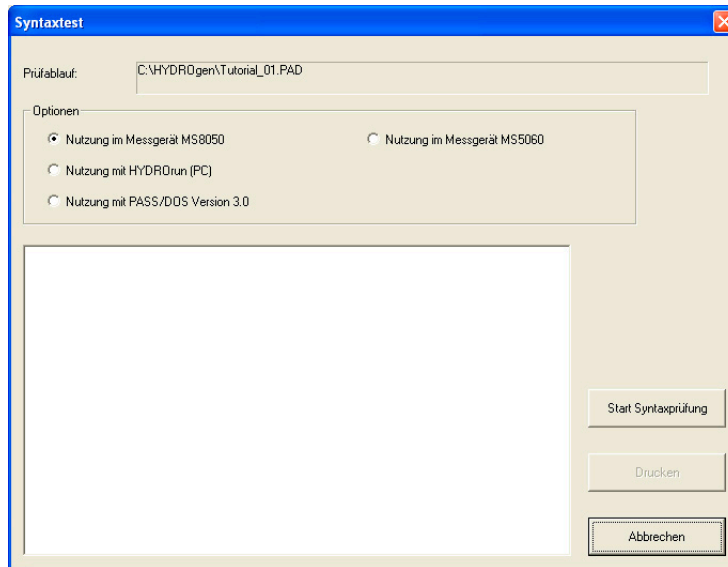 Syntaxtest
Prüfablauf:
C:\HYDROgen\Tutorial_01.PAD
Optionen
Nutzung im Messgerät MS8050
Nutzung im Messgerät MS5060
Nutzung mit HYDROrun (PC)
Nutzung mit PASS/DOS Version 3.0
Start Syntaxprüfung
Drucken
Abbrechen